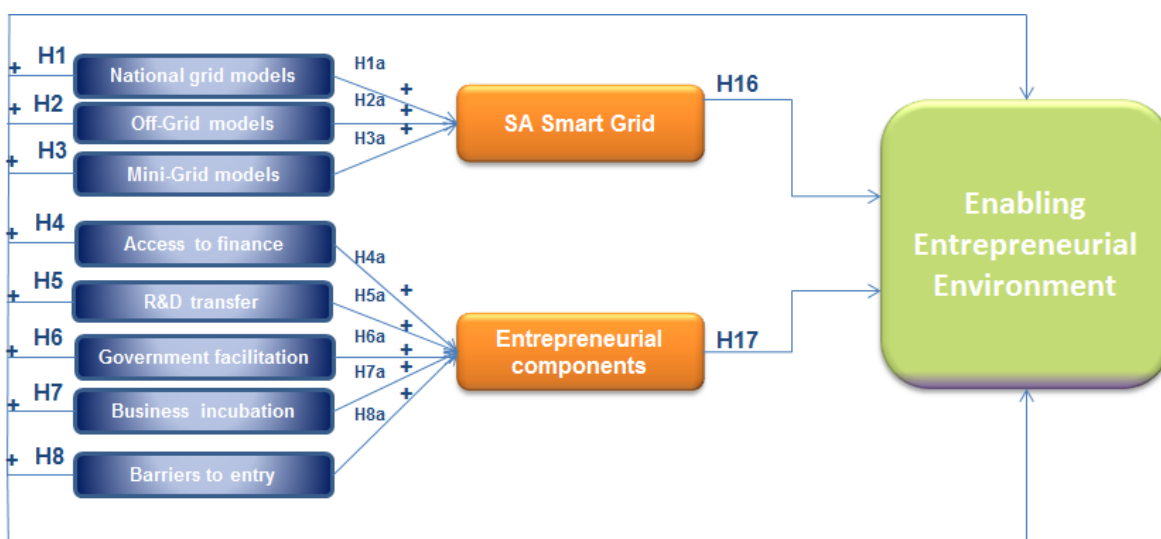 + H1 National grid models H1a +
+ H2 Off-Grid models H2a +
+ H3 Mini-Grid models H3a +
SA Smart Grid
H16
+ H4 Access to finance H4a +
+ H5 R&D transfer H5a +
+ H6 Government facilitation H6a +
+ H7 Business incubation H7a +
+ H8 Barriers to entry H8a
Entrepreneurial
components
H17
Enabling
Entrepreneurial
Environment